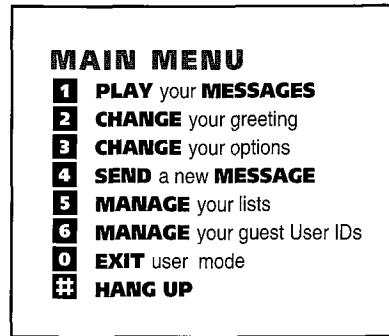 MAIN MENU
1 PLAY your MESSAGES
2 CHANGE your greeting
3 CHANGE your options
4 SEND a new MESSAGE
5 MANAGE your lists
6 MANAGE your guest User IDs
0 EXIT user mode
# HANG UP